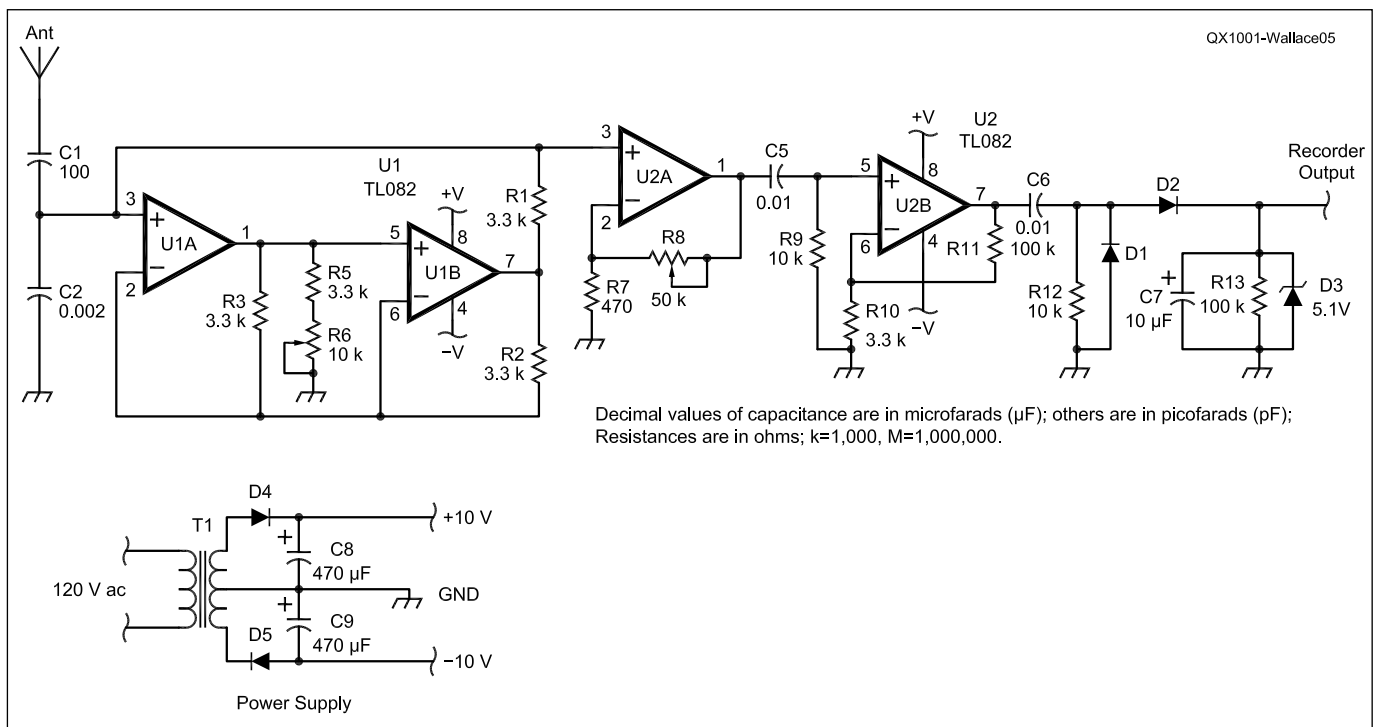 QX1001-Wallace05
Ant
C1
100
C2
0.002
3
+
U1A
−
2
1
R3
3.3 k
R5
3.3 k
R6
10 k
U1
TL082
+V
8
5
+
U1B
−
6
7
4
−V
R1
3.3 k
R2
3.3 k
3
+
U2A
−
2
1
R7
470
R8
50 k
C5
0.01
R9
10 k
U2
TL082
+V
8
5
+
U2B
−
6
7
4
−V
R10
3.3 k
R11
100 k
C6
0.01
R12
10 k
D1
D2
Recorder
Output
+
C7
10 µF
R13
100 k
D3
5.1V
Decimal values of capacitance are in microfarads (µF); others are in picofarads (pF);
Resistances are in ohms; k=1,000, M=1,000,000.
120 V ac
T1
D4
+
C8
470 µF
+10 V
GND
+
C9
470 µF
D5
−10 V
Power Supply